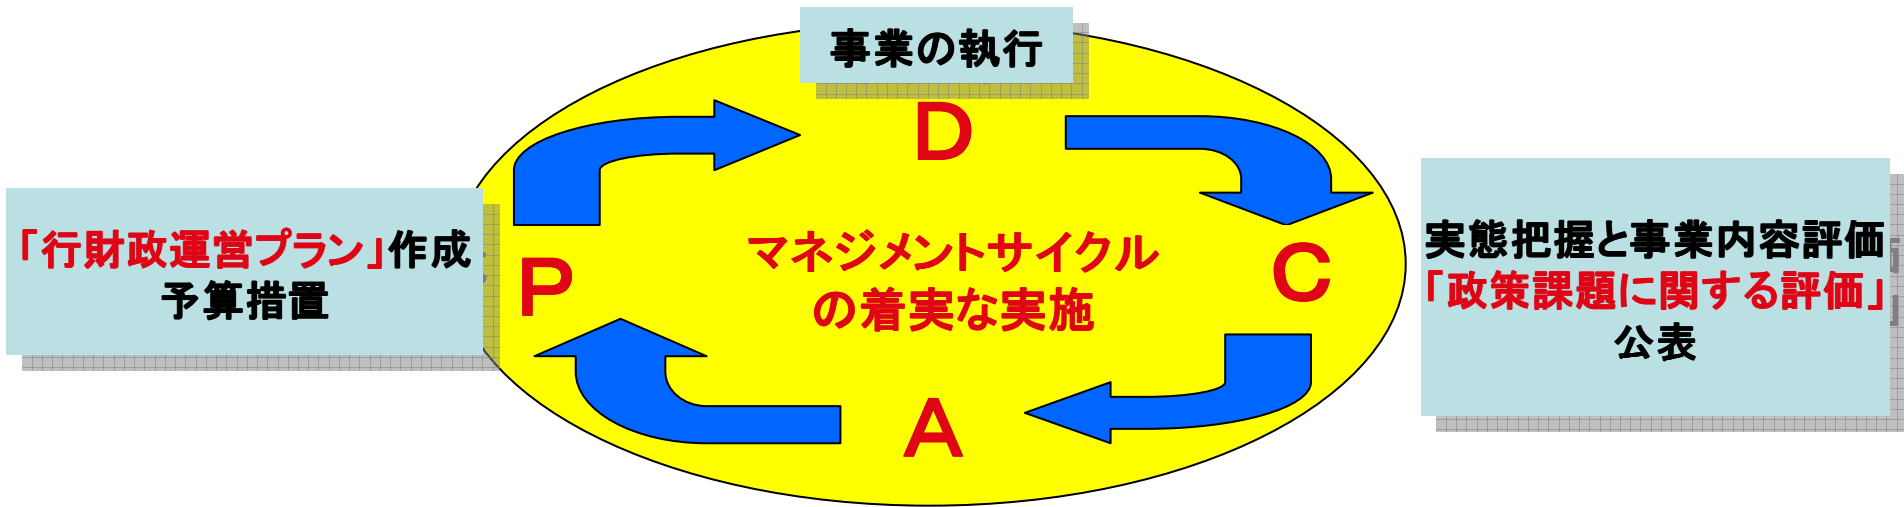 事業の執行
D
「行財政運営プラン」作成
予算措置
P
マネジメントサイクル
の着実な実施
C
実態把握と事業内容評価
「政策課題に関する評価」
公表
A